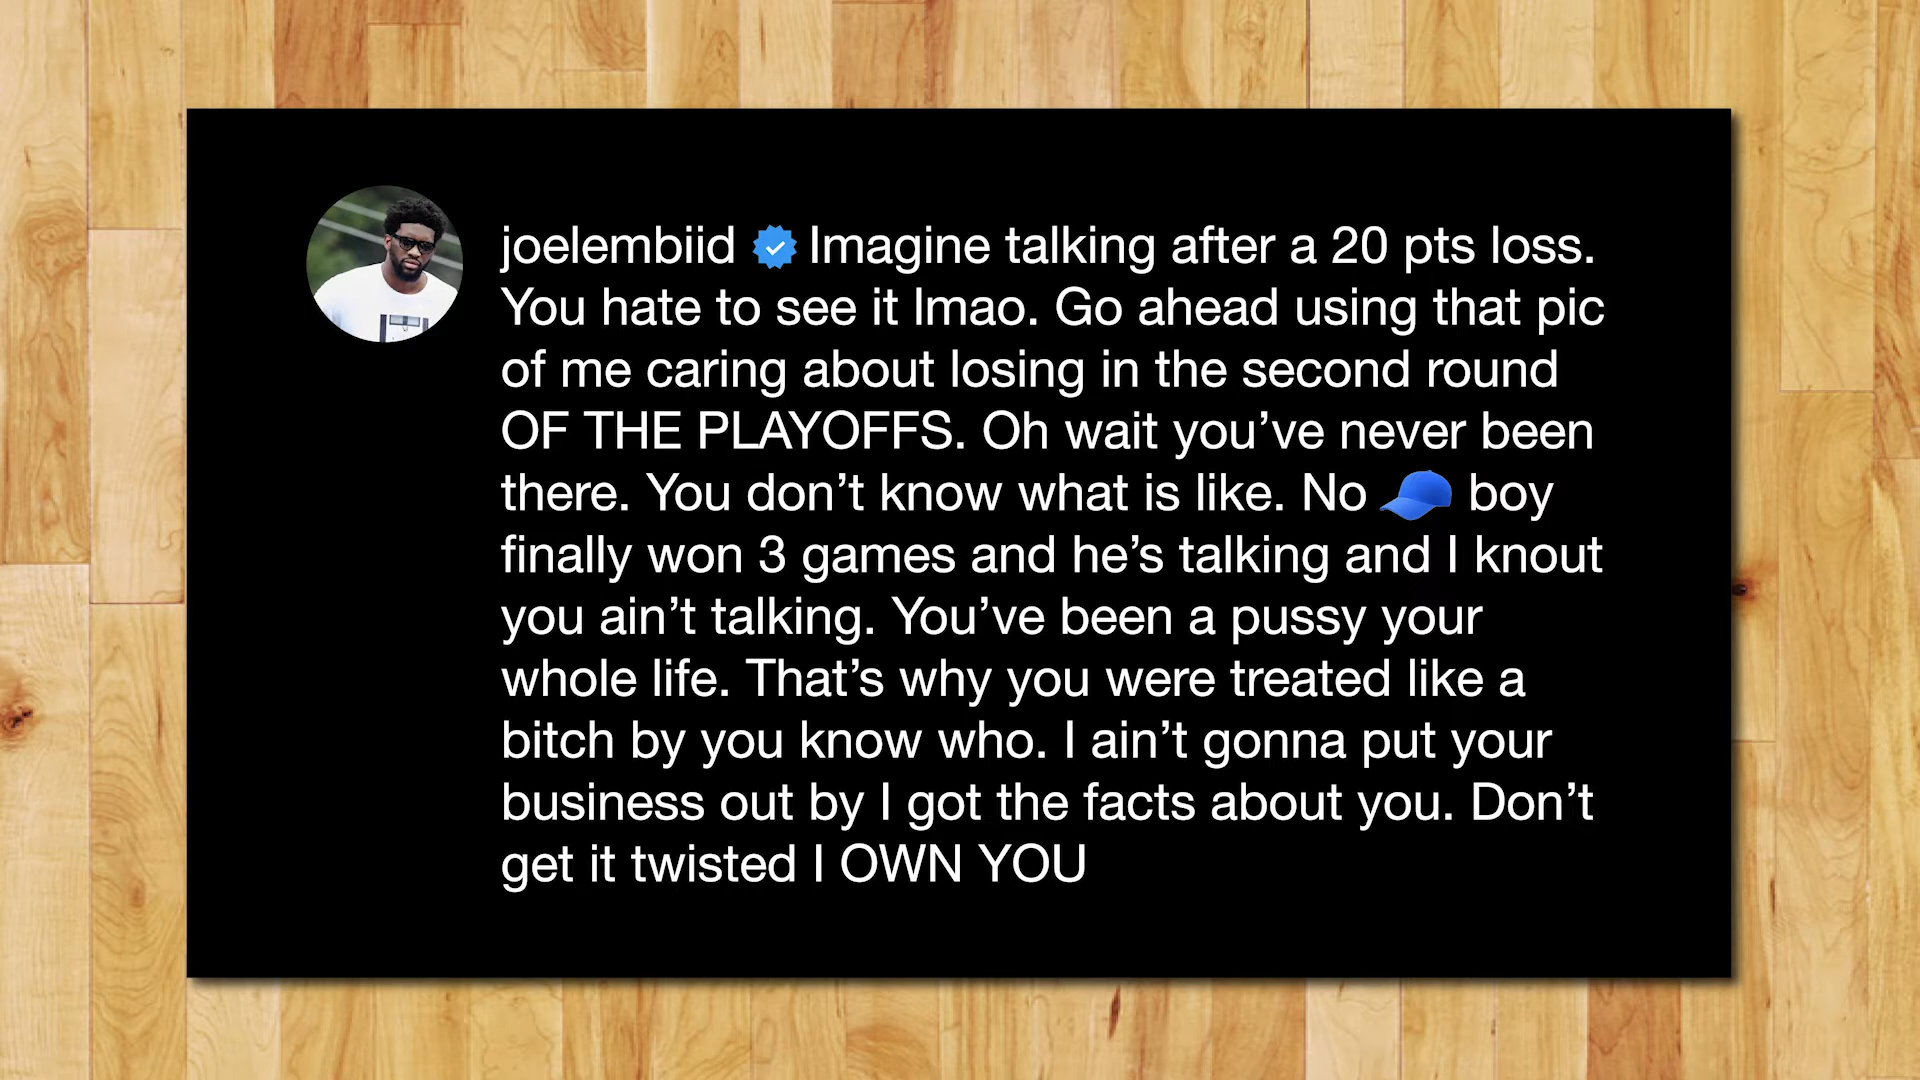 joelembiid Imagine talking after a 20 pts loss.
You hate to see it lmao. Go ahead using that pic
of me caring about losing in the second round
OF THE PLAYOFFS. Oh wait you’ve never been
there. You don’t know what is like. No 🧢 boy
finally won 3 games and he’s talking and I knout
you ain’t talking. You’ve been a pussy your
whole life. That’s why you were treated like a
bitch by you know who. I ain’t gonna put your
business out by I got the facts about you. Don’t
get it twisted I OWN YOU